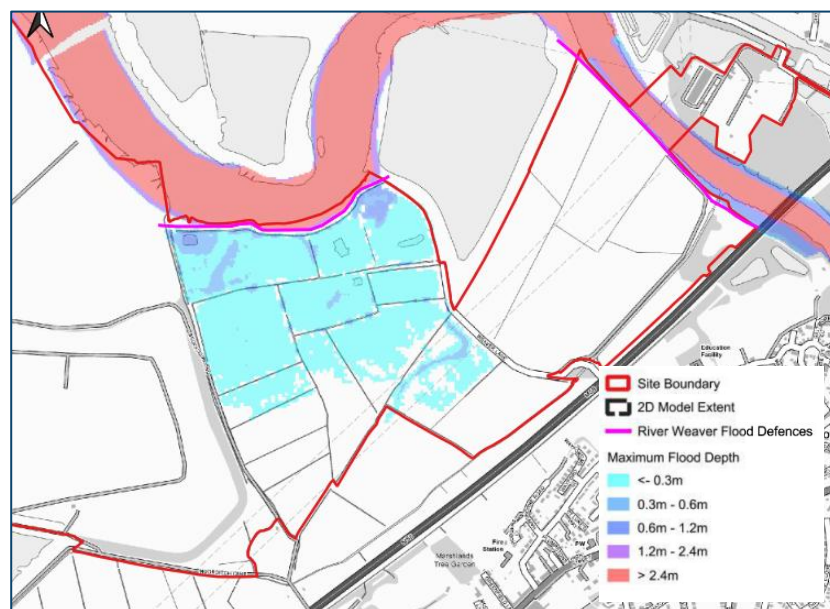 Education
Facility
Fire
Station
PW
Marshlands
Tree Garden
Site Boundary
2D Model Extent
River Weaver Flood Defences
Maximum Flood Depth
<- 0.3m
0.3m - 0.6m
0.6m - 1.2m
1.2m - 2.4m
> 2.4m